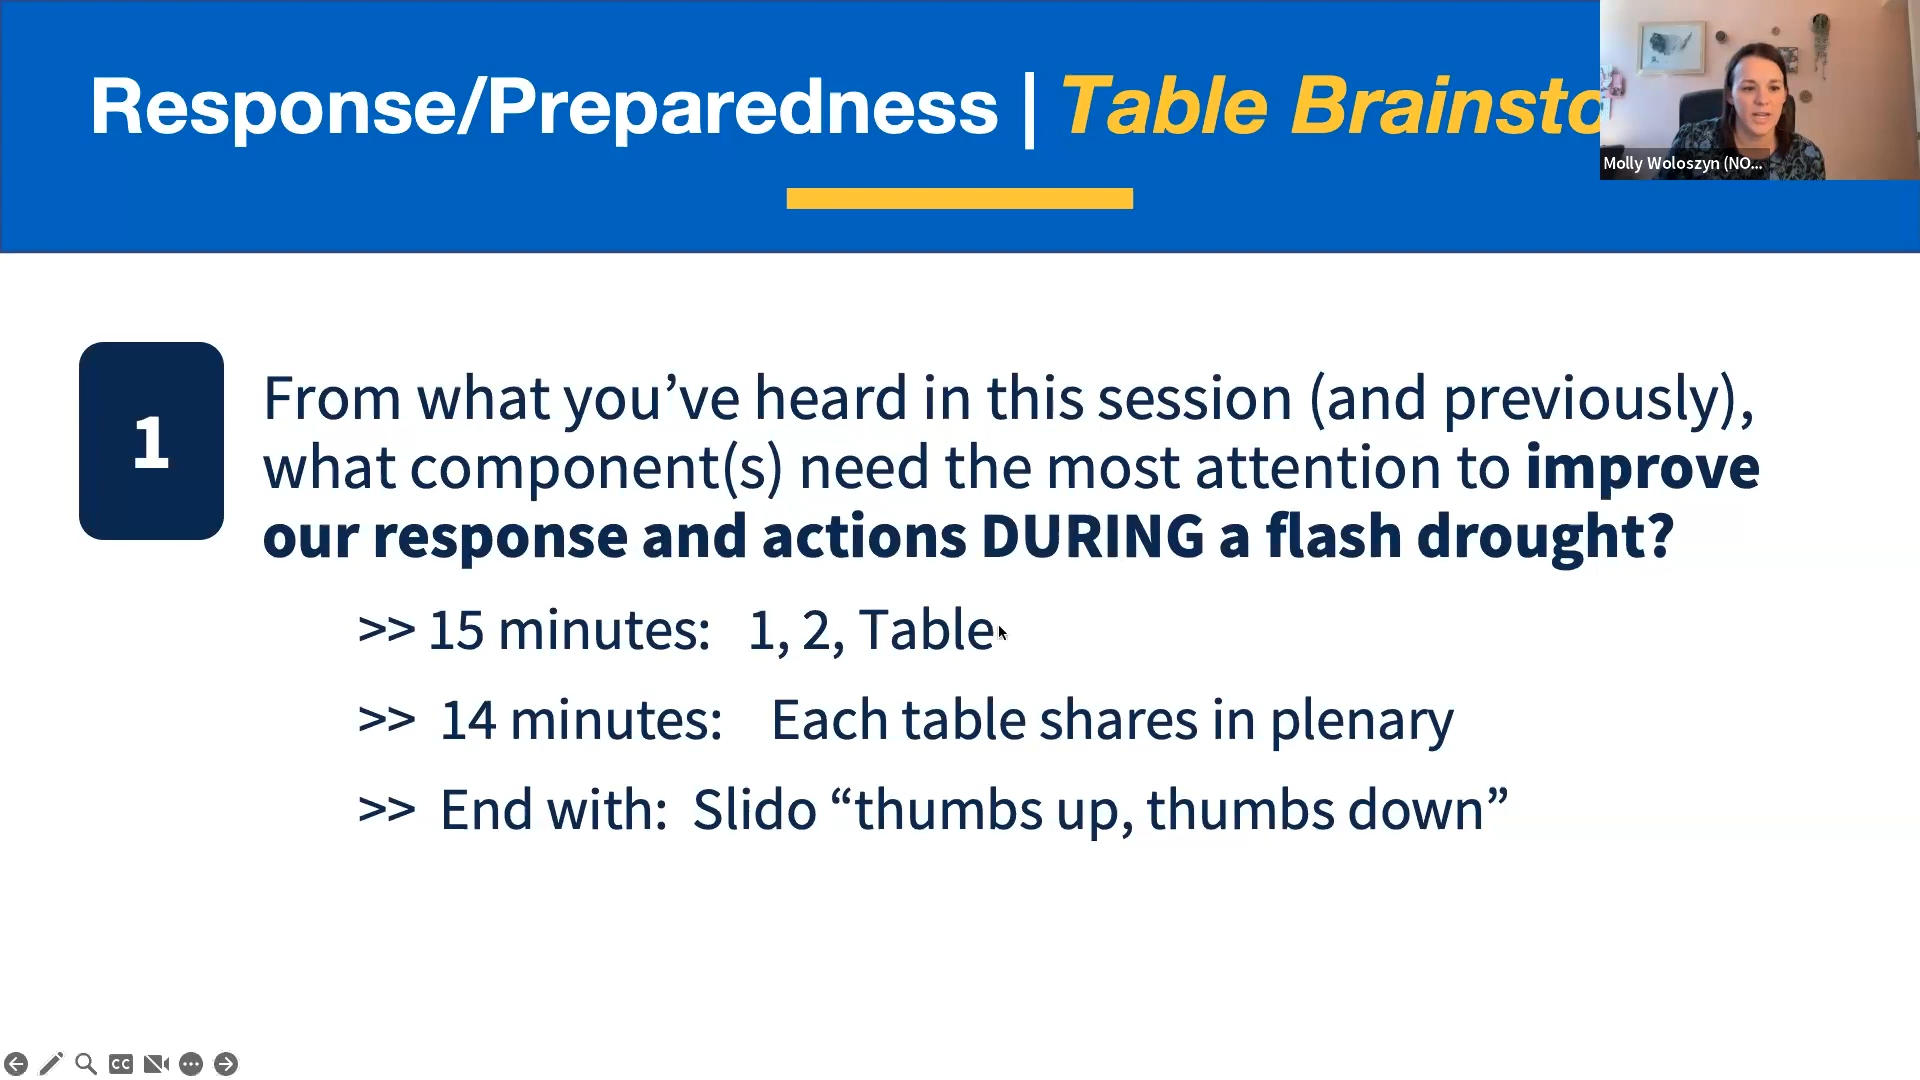 Response/Preparedness | Table Brainsto
Molly Woloszyn (NO...
1
From what you’ve heard in this session (and previously),
what component(s) need the most attention to improve
our response and actions DURING a flash drought?
>> 15 minutes: 1, 2, Table
>> 14 minutes: Each table shares in plenary
>> End with: Slido “thumbs up, thumbs down”
CC